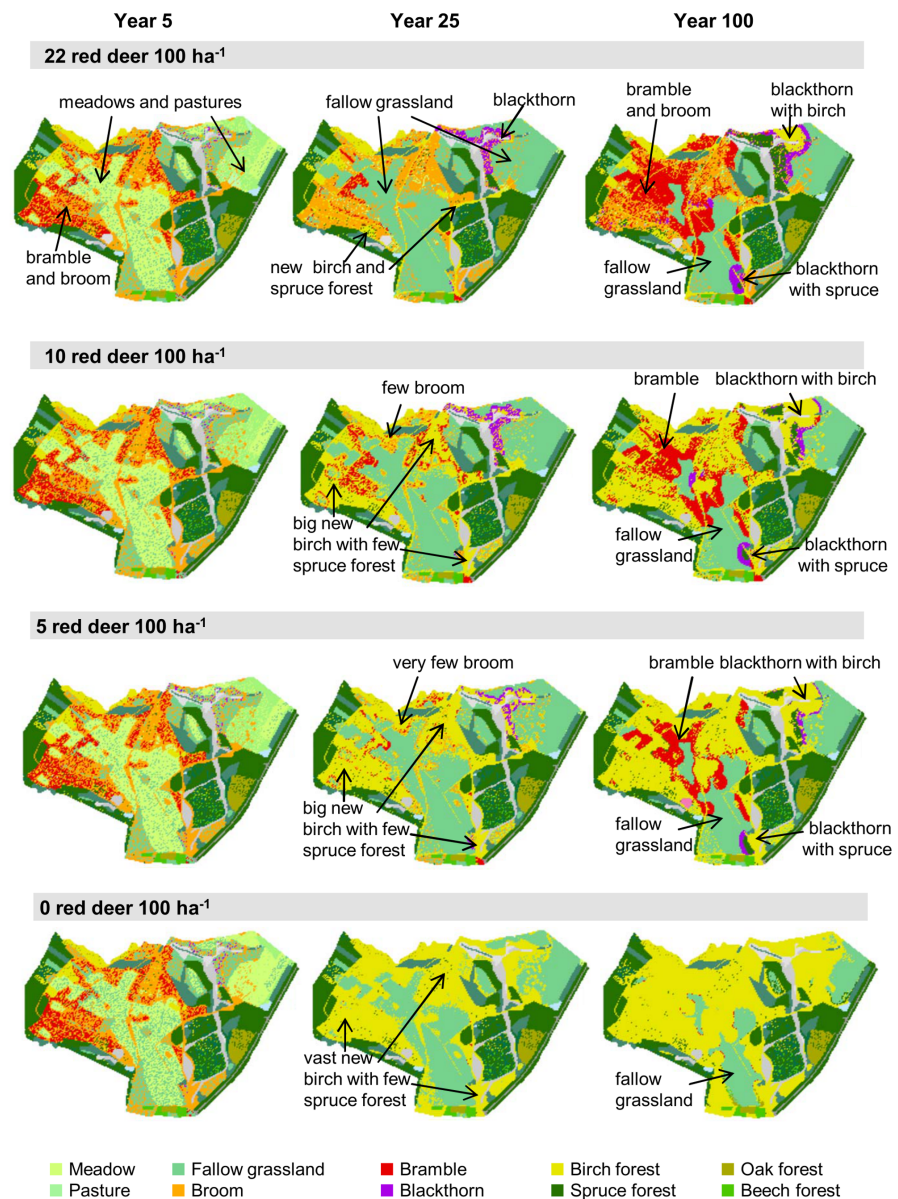 Year 5 Year 25 Year 100
22 red deer 100 ha-1
meadows and pastures
fallow grassland
blackthorn
bramble
and broom
blackthorn
with birch
bramble
and broom
new birch and
spruce forest
fallow
grassland
blackthorn
with spruce
10 red deer 100 ha-1
few broom
bramble blackthorn with birch
big new
birch with few
spruce forest
fallow
grassland
blackthorn
with spruce
5 red deer 100 ha-1
very few broom
bramble blackthorn with birch
big new
birch with few
spruce forest
fallow
grassland
blackthorn
with spruce
0 red deer 100 ha-1
vast new
birch with few
spruce forest
fallow
grassland
Meadow Fallow grassland Bramble Birch forest Oak forest
Pasture Broom Blackthorn Spruce forest Beech forest